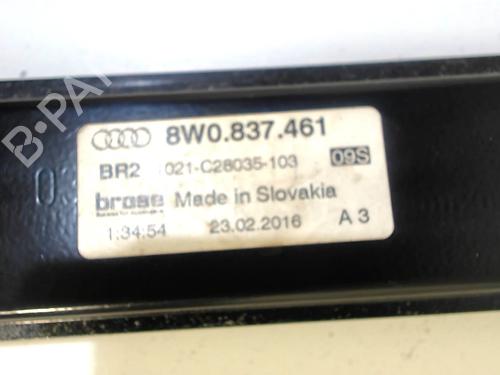 B-PA
8W0.837.461
BR2 021-C28035-103 09S
brose Made in Slovakia
1:34:54 23.02.2016 A 3